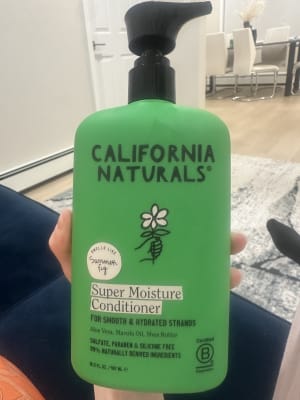 CALIFORNIA
NATURALS®
SMELLS LIKE
Summer
fig
Super Moisture
Conditioner
FOR SMOOTH & HYDRATED STRANDS
Aloe Vera, Marula Oil, Shea Butter
SULFATE, PARABEN & SILICONE FREE
99% NATURALLY DERIVED INGREDIENTS
Certified
B
Corporation